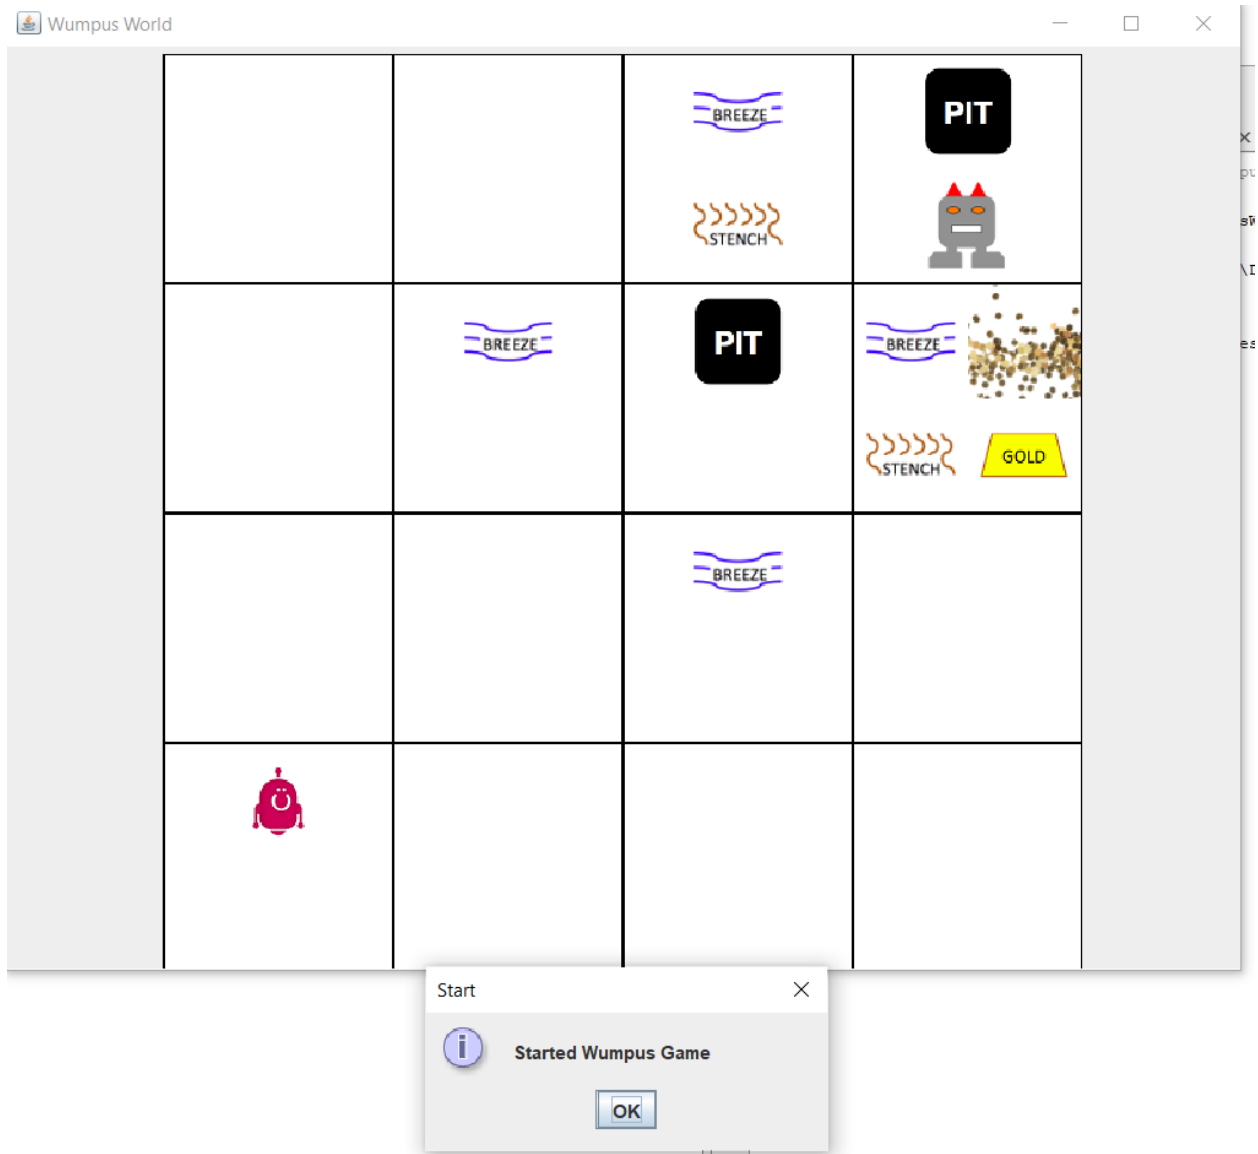 Wumpus World
BREEZE
PIT
STENCH
BREEZE
PIT
BREEZE
STENCH
GOLD
BREEZE
Ü
Start
i
Started Wumpus Game
OK